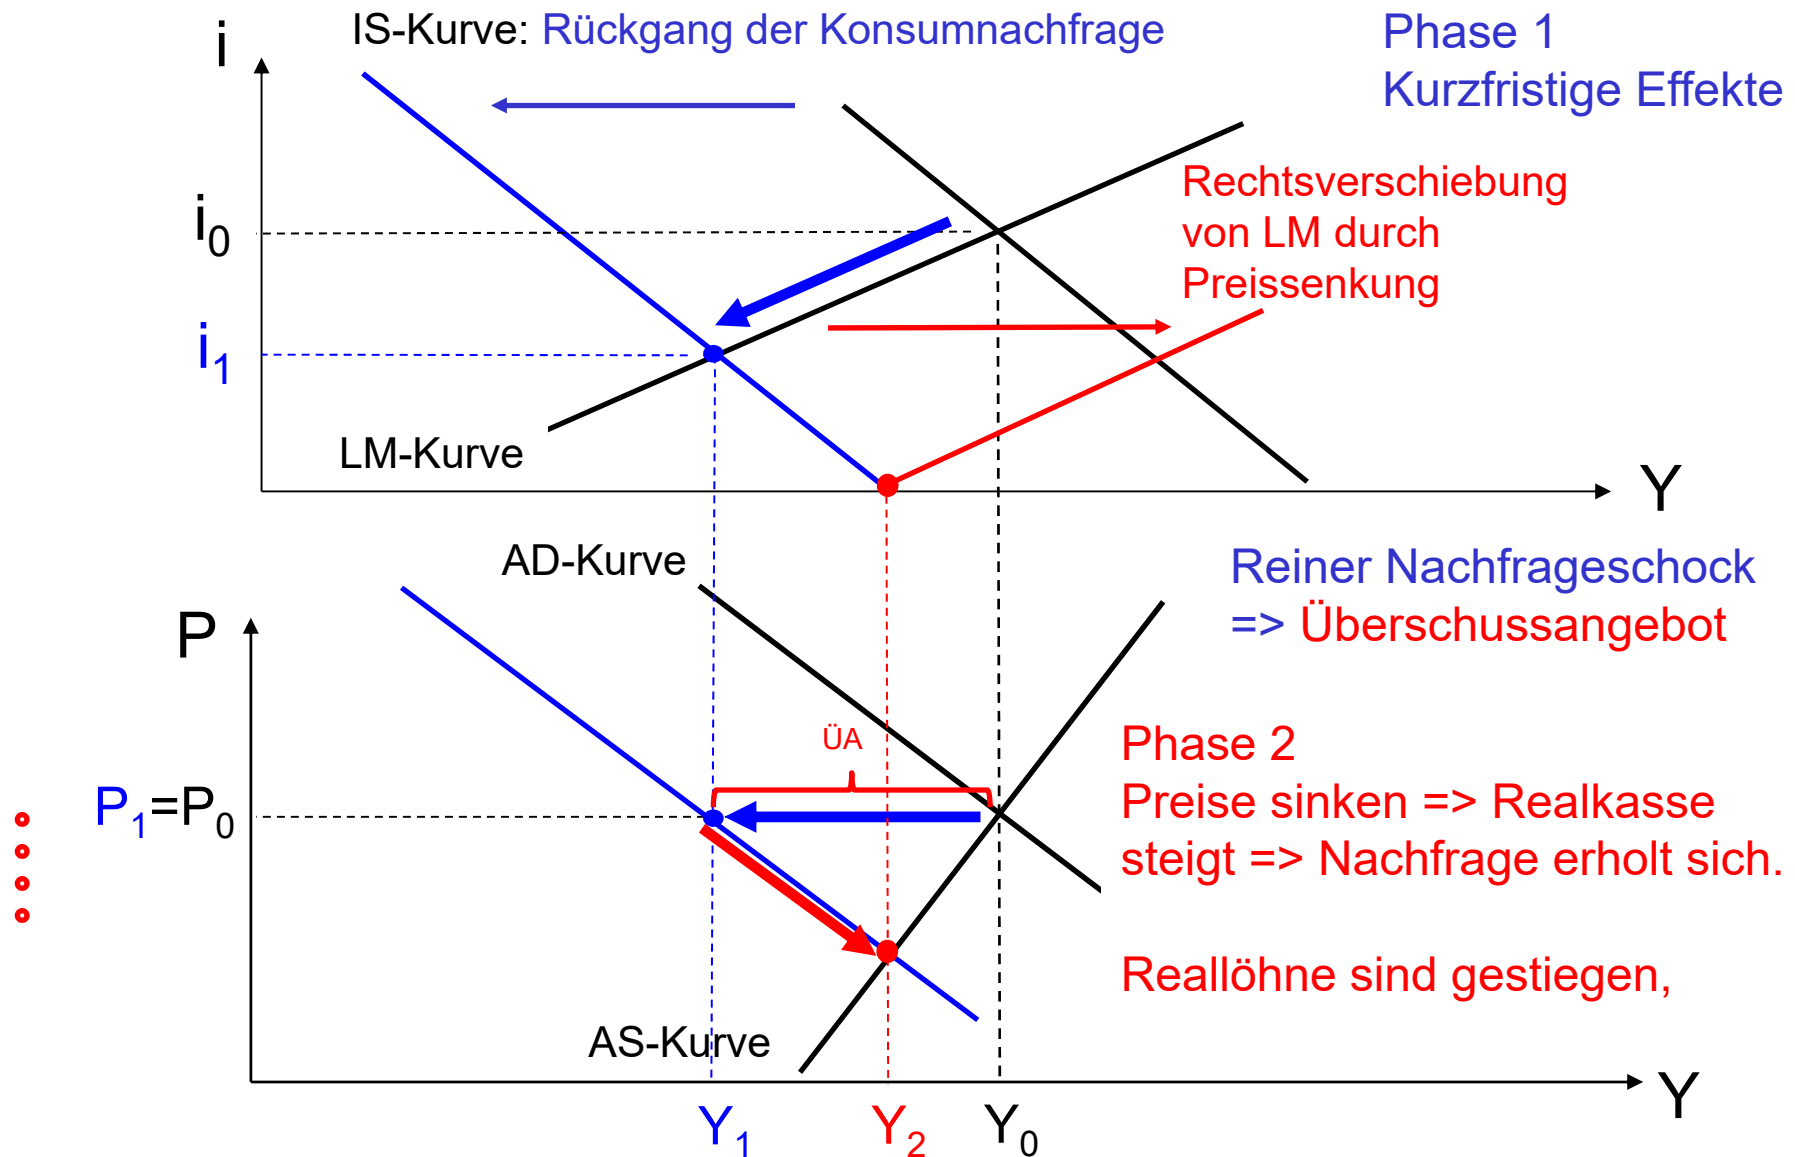 i
IS-Kurve: Rückgang der Konsumnachfrage
Phase 1
Kurzfristige Effekte
Rechtsverschiebung
von LM durch
Preissenkung
i0
i1
LM-Kurve
Y
AD-Kurve
Reiner Nachfrageschock
=> Überschussangebot
P
ÜA
Phase 2
Preise sinken => Realkasse
steigt => Nachfrage erholt sich.
P1=P0
Reallöhne sind gestiegen,
AS-Kurve
Y
Y1
Y2
Y0